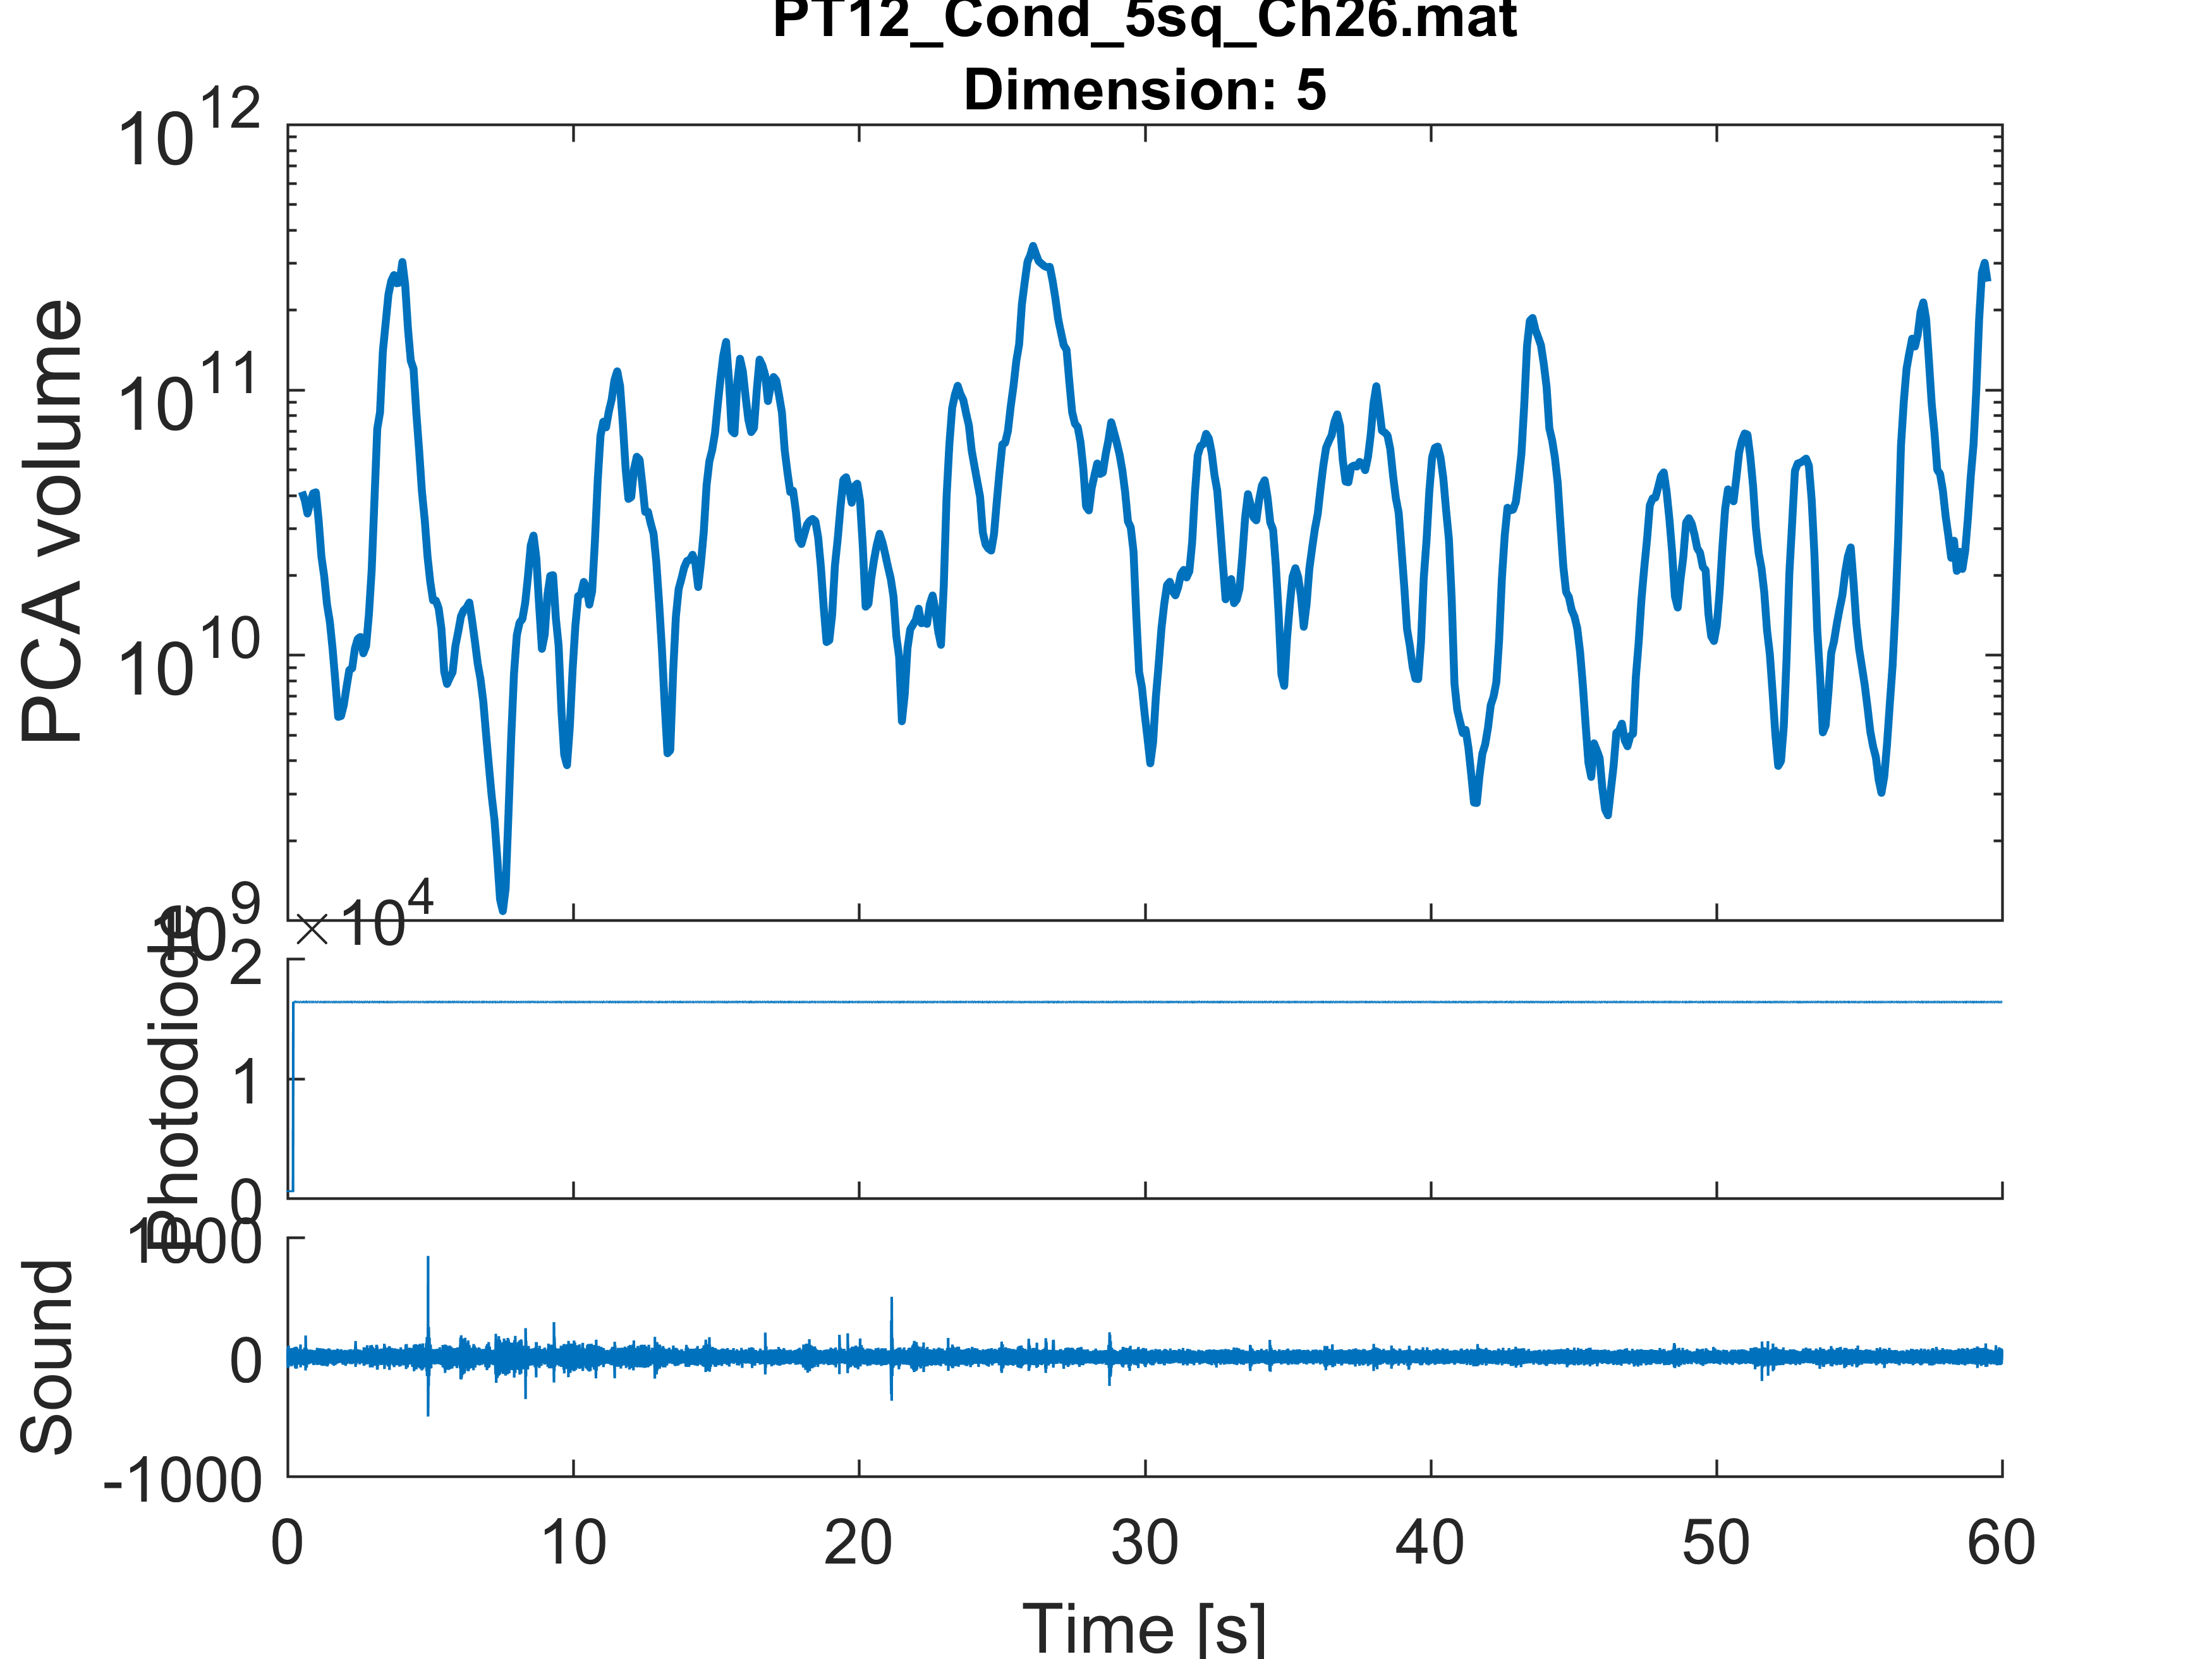 PT12_Cond_5sq_Ch26.mat
Dimension: 5
PCA volume
10^12
10^11
10^10
10^9
Photodiode
×10^4
2
1
0
Sound
1000
0
-1000
0 10 20 30 40 50 60
Time [s]